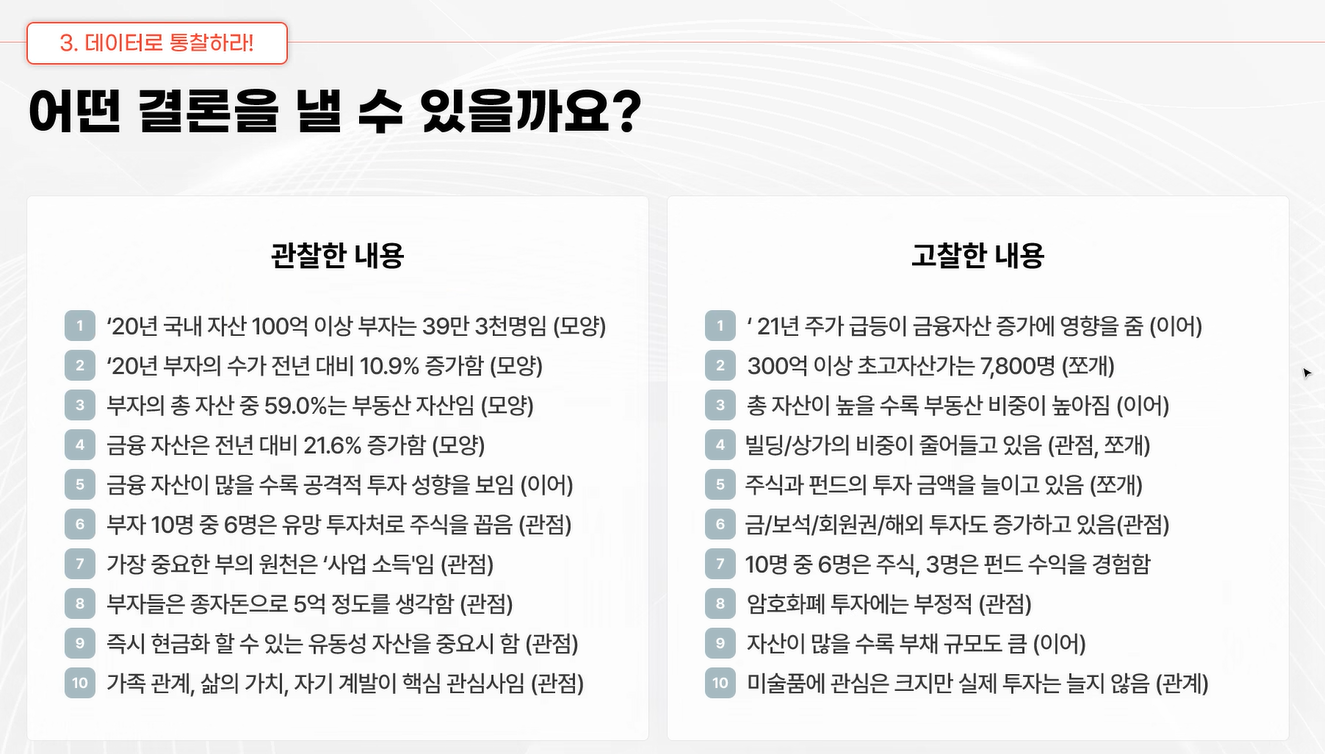 3. 데이터로 통찰하라!
어떤 결론을 낼 수 있을까요?
관찰한 내용
1 ‘20년 국내 자산 100억 이상 부자는 39만 3천명임 (모양)
2 ‘20년 부자의 수가 전년 대비 10.9% 증가함 (모양)
3 부자의 총 자산 중 59.0%는 부동산 자산임 (모양)
4 금융 자산은 전년 대비 21.6% 증가함 (모양)
5 금융 자산이 많을 수록 공격적 투자 성향을 보임 (이어)
6 부자 10명 중 6명은 유망 투자처로 주식을 꼽음 (관점)
7 가장 중요한 부의 원천은 ‘사업 소득'임 (관점)
8 부자들은 종자돈으로 5억 정도를 생각함 (관점)
9 즉시 현금화 할 수 있는 유동성 자산을 중요시 함 (관점)
10 가족 관계, 삶의 가치, 자기 계발이 핵심 관심사임 (관점)
고찰한 내용
1 ‘ 21년 주가 급등이 금융자산 증가에 영향을 줌 (이어)
2 300억 이상 초고자산가는 7,800명 (쪼개)
3 총 자산이 높을 수록 부동산 비중이 높아짐 (이어)
4 빌딩/상가의 비중이 줄어들고 있음 (관점, 쪼개)
5 주식과 펀드의 투자 금액을 늘이고 있음 (쪼개)
6 금/보석/회원권/해외 투자도 증가하고 있음(관점)
7 10명 중 6명은 주식, 3명은 펀드 수익을 경험함
8 암호화폐 투자에는 부정적 (관점)
9 자산이 많을 수록 부채 규모도 큼 (이어)
10 미술품에 관심은 크지만 실제 투자는 늘지 않음 (관계)